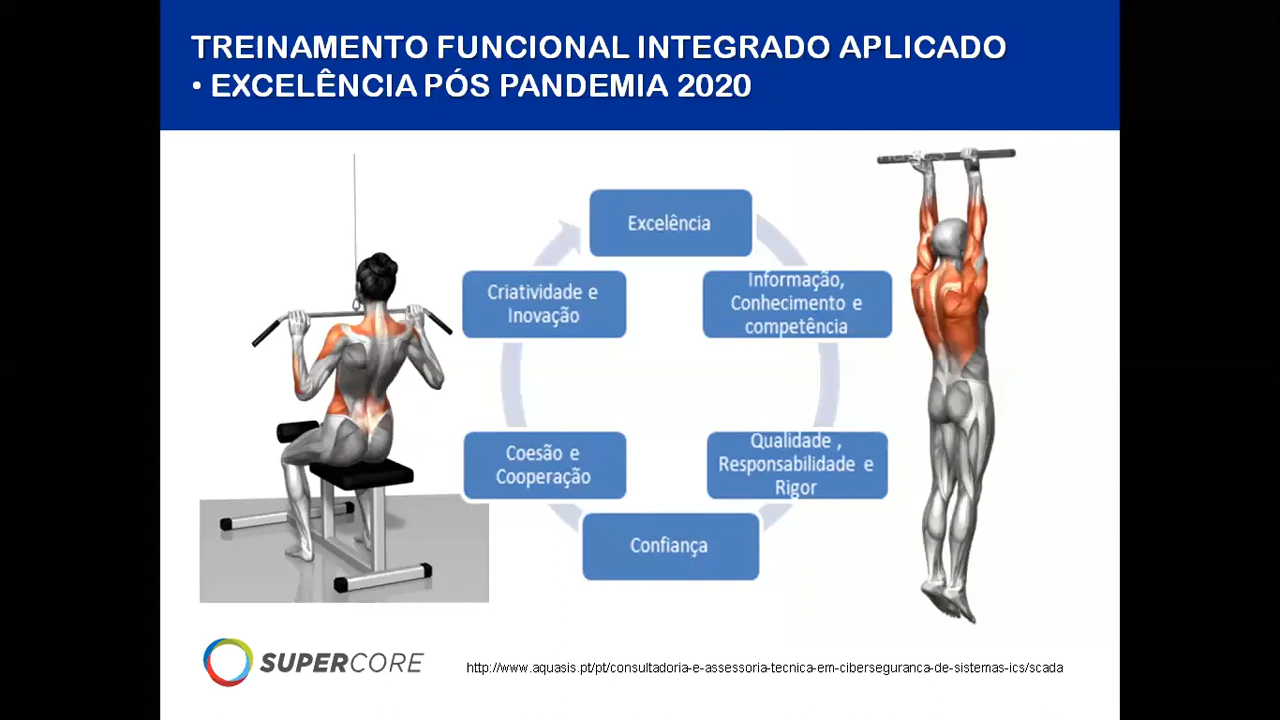 TREINAMENTO FUNCIONAL INTEGRADO APLICADO
• EXCELÊNCIA PÓS PANDEMIA 2020
Excelência
Informação,
Conhecimento e
competência
Qualidade ,
Responsabilidade e
Rigor
Confiança
Coesão e
Cooperação
Criatividade e
Inovação
SUPERCORE
http://www.aquasis.pt/pt/consultadoria-e-assessoria-tecnica-em-ciberseguranca-de-sistemas-ics/scada